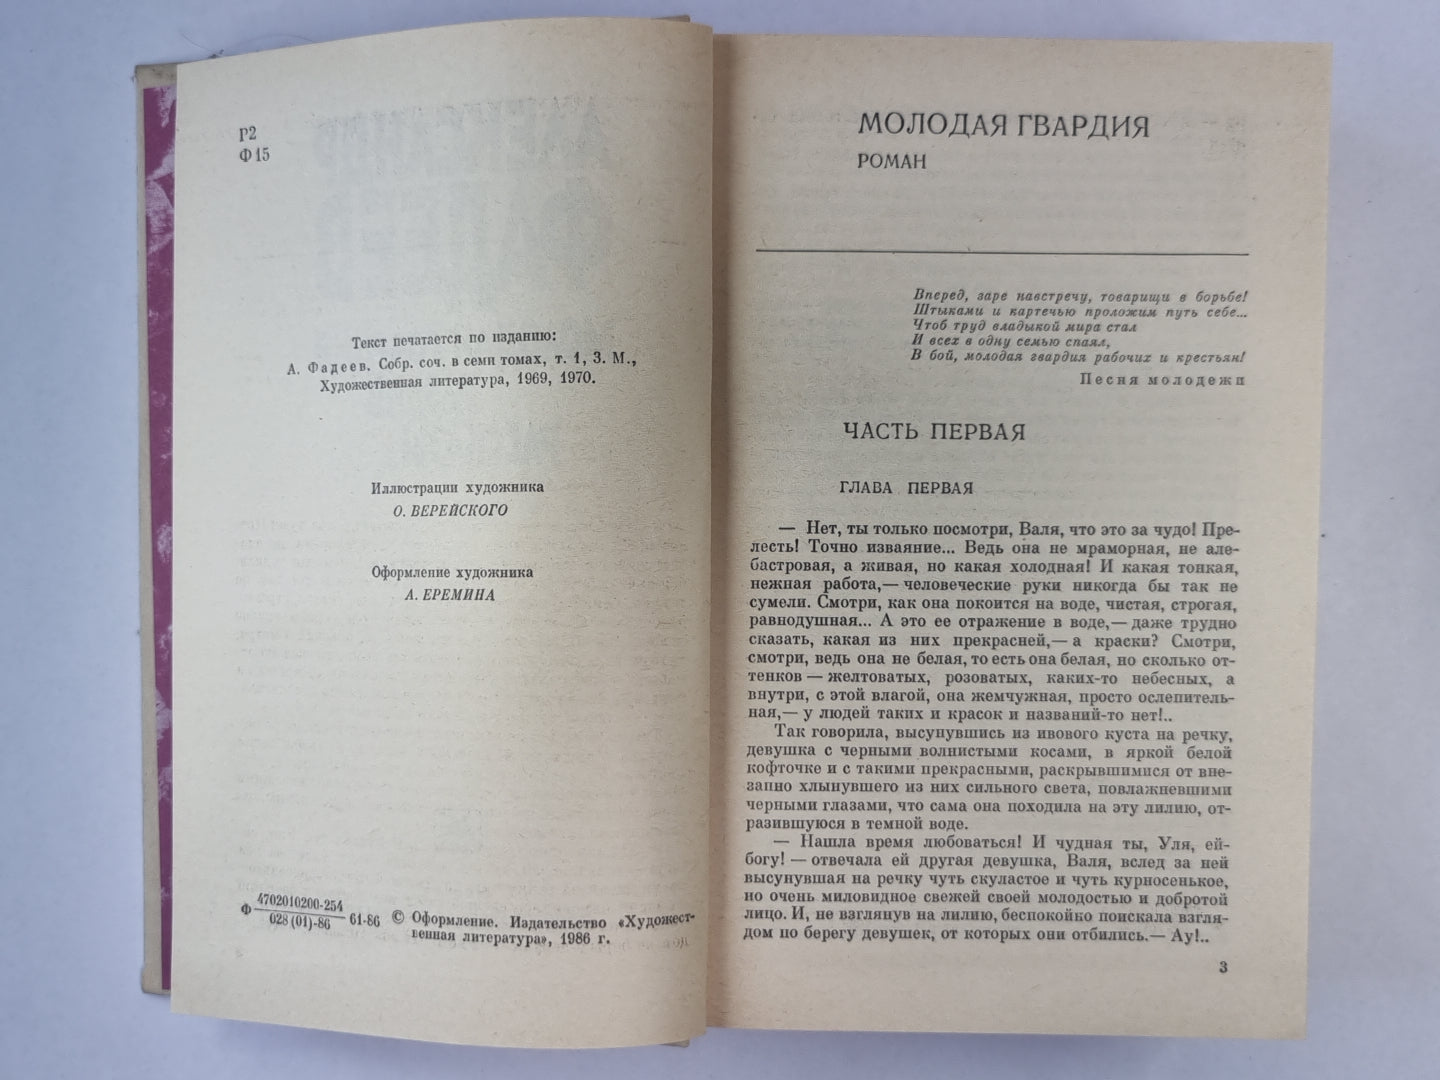 Г2
Ф15
Текст печатается по изданию:
А. Фадеев. Собр. соч. в семи томах, т. 1, 3. М.,
Художественная литература, 1969, 1970.
Иллюстрации художника
О. ВЕРЕЙСКОГО
Оформление художника
А. ЕРЕМИНА
Ф 4702010200-254
028 (01)-86 61-86
© Оформление. Издательство «Художест-
венная литература», 1986 г.
МОЛОДАЯ ГВАРДИЯ
РОМАН
Вперед, заре навстречу, товарищи в борьбе!
Штыками и картечью проложим путь себе...
Чтоб труд владыкой мира стал
И всех в одну семью спаял,
В бой, молодая гвардия рабочих и крестьян!
Песня молодежи
ЧАСТЬ ПЕРВАЯ
ГЛАВА ПЕРВАЯ
— Нет, ты только посмотри, Валя, что это за чудо! Пре-
лесть! Точно изваяние... Ведь она не мраморная, не але-
бастровая, а живая, но какая холодная! И какая тонкая,
нежная работа,— человеческие руки никогда бы так не
сумели. Смотри, как она покоится на воде, чистая, строгая,
равнодушная... А это ее отражение в воде,— даже трудно
сказать, какая из них прекрасней,— а краски? Смотри,
смотри, ведь она не белая, то есть она белая, но сколько от-
тенков — желтоватых, розоватых, каких-то небесных, а
внутри, с этой влагой, она жемчужная, просто ослепитель-
ная,— у людей таких и красок и названий-то нет!..
Так говорила, высунувшись из ивового куста на речку,
девушка с черными волнистыми косами, в яркой белой
кофточке и с такими прекрасными, раскрывшимися от вне-
запно хлынувшего из них сильного света, повлажневшими
черными глазами, что сама она походила на эту лилию, от-
разившуюся в темной воде.
— Нашла время любоваться! И чудная ты, Уля, ей-
богу! — отвечала ей другая девушка, Валя, вслед за ней
высунувшая на речку чуть скуластое и чуть курносенькое,
но очень миловидное свежей своей молодостью и добротой
лицо. И, не взглянув на лилию, беспокойно поискала взгля-
дом по берегу девушек, от которых они отбились.— Ау!..
3